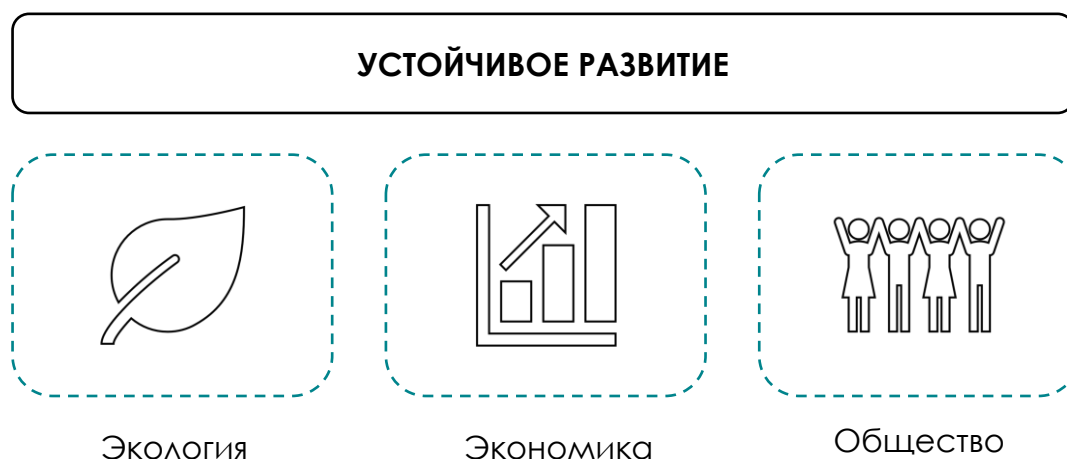 УСТОЙЧИВОЕ РАЗВИТИЕ
Экология
Экономика
Общество